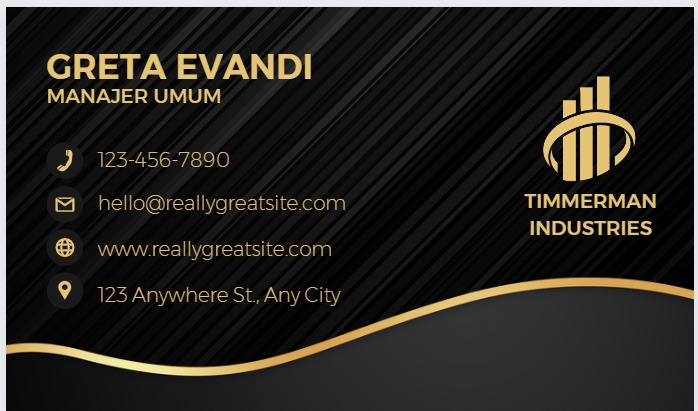 GRETA EVANDI
MANAJER UMUM
123-456-7890
hello@reallygreatsite.com
www.reallygreatsite.com
123 Anywhere St., Any City
TIMMERMAN
INDUSTRIES